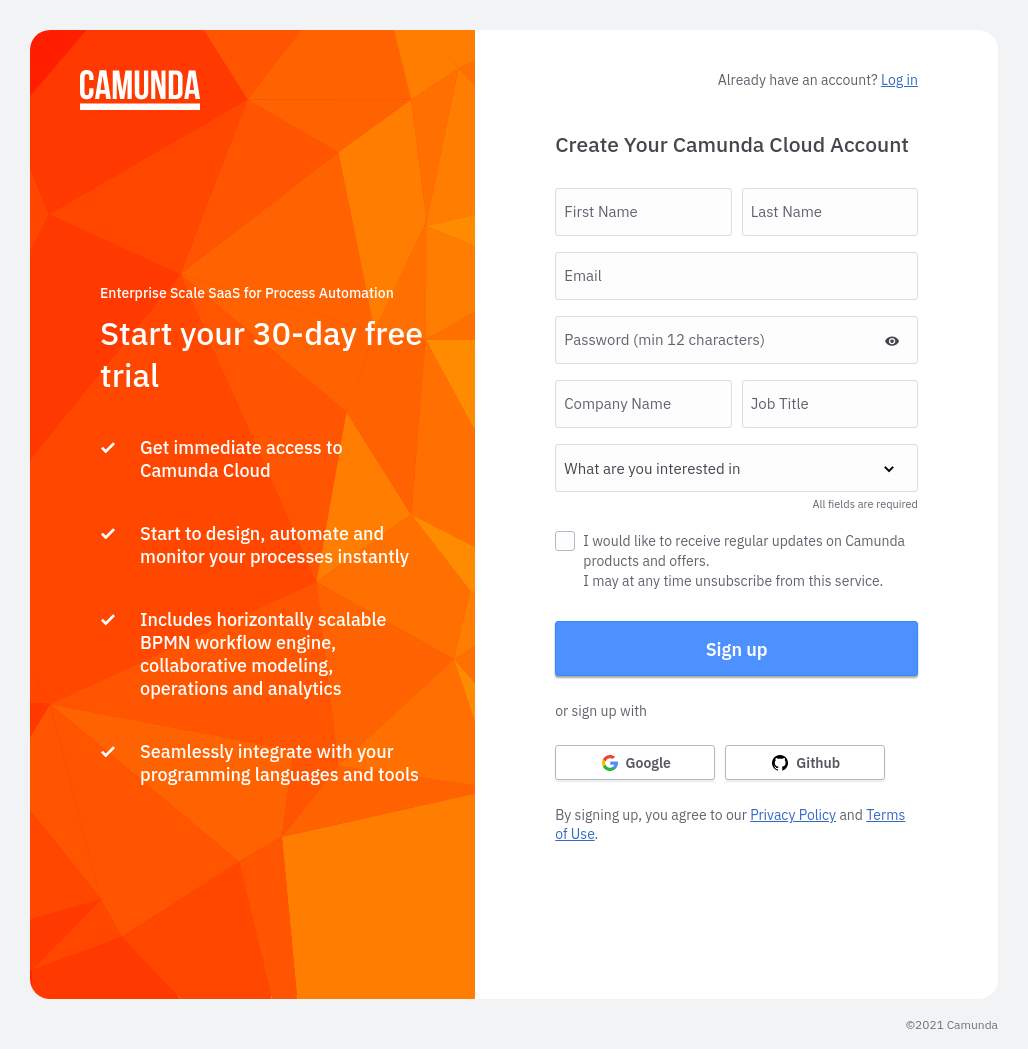 CAMUNDA
Enterprise Scale SaaS for Process Automation
Start your 30-day free
trial
Get immediate access to
Camunda Cloud
Start to design, automate and
monitor your processes instantly
Includes horizontally scalable
BPMN workflow engine,
collaborative modeling,
operations and analytics
Seamlessly integrate with your
programming languages and tools
Already have an account? Log in
Create Your Camunda Cloud Account
First Name
Last Name
Email
Password (min 12 characters)
Company Name
Job Title
What are you interested in
All fields are required
I would like to receive regular updates on Camunda
products and offers.
I may at any time unsubscribe from this service.
Sign up
or sign up with
Google
Github
By signing up, you agree to our Privacy Policy and Terms
of Use.
©2021 Camunda